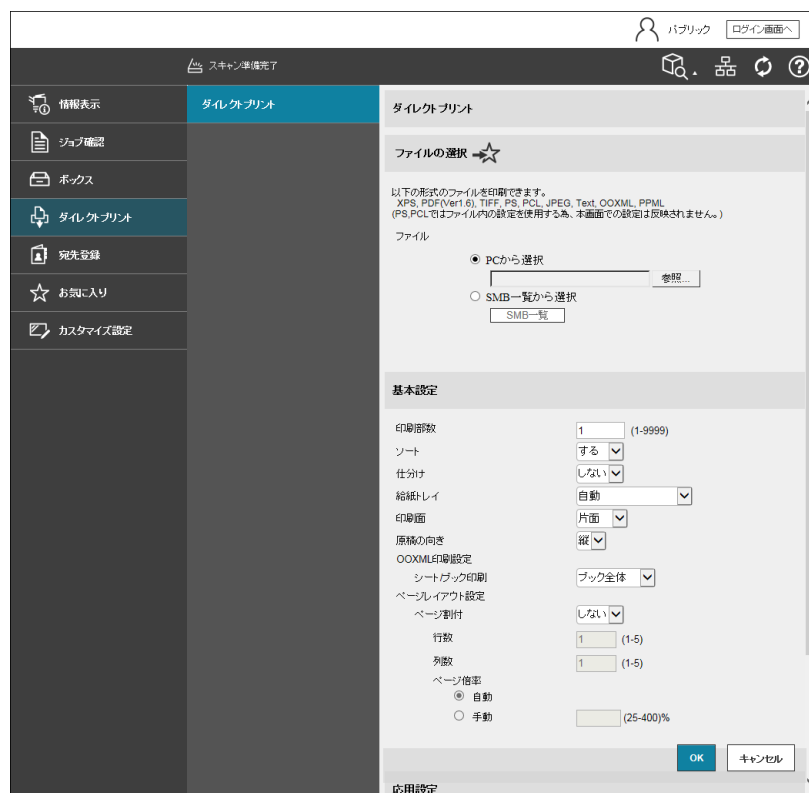 パブリック
ログイン画面へ
スキャン準備完了
情報表示
ジョブ確認
ボックス
ダイレクトプリント
宛先登録
お気に入り
カスタマイズ設定
ダイレクトプリント
ダイレクトプリント
ファイルの選択
以下の形式のファイルを印刷できます。
XPS, PDF(Ver1.6), TIFF, PS, PCL, JPEG, Text, OOXML, PPML
(PS,PCLではファイル内の設定を使用する為、本画面での設定は反映されません。)
ファイル
PCから選択
参照...
SMB一覧から選択
SMB一覧
基本設定
印刷部数 1 (1-9999)
ソート する
仕分け しない
給紙トレイ 自動
印刷面 片面
原稿の向き 縦
OOXML印刷設定
シート/ブック印刷 ブック全体
ページレイアウト設定
ページ割付 しない
行数 1 (1-5)
列数 1 (1-5)
ページ倍率
自動
手動 (25-400)%
OK キャンセル
応用設定